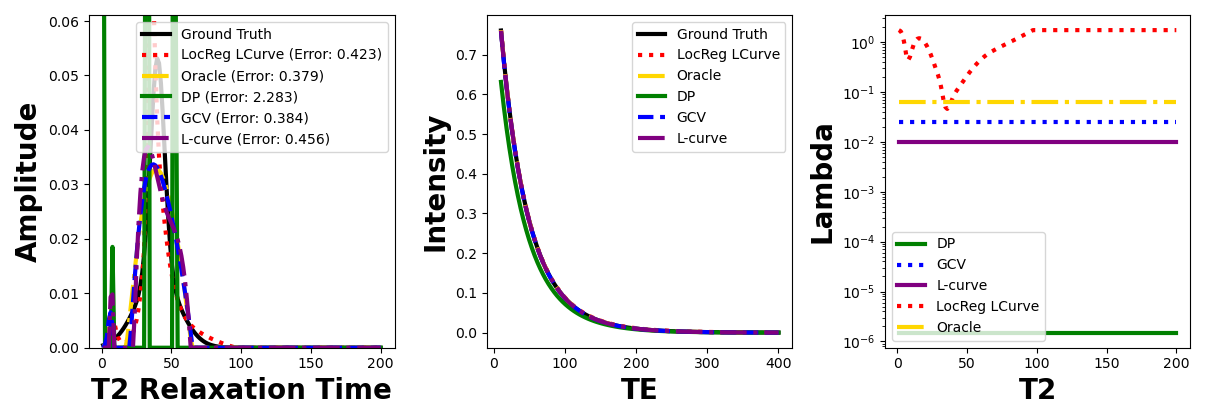 0.06
0.05
0.04
0.03
0.02
0.01
0.00
0
50
100
150
200
Amplitude
T2 Relaxation Time
Ground Truth
LocReg LCurve (Error: 0.423)
Oracle (Error: 0.379)
DP (Error: 2.283)
GCV (Error: 0.384)
L-curve (Error: 0.456)
0.7
0.6
0.5
0.4
0.3
0.2
0.1
0.0
0
100
200
300
400
Intensity
TE
Ground Truth
LocReg LCurve
Oracle
DP
GCV
L-curve
10⁰
10⁻¹
10⁻²
10⁻³
10⁻⁴
10⁻⁵
10⁻⁶
0
50
100
150
200
Lambda
T2
DP
GCV
L-curve
LocReg LCurve
Oracle